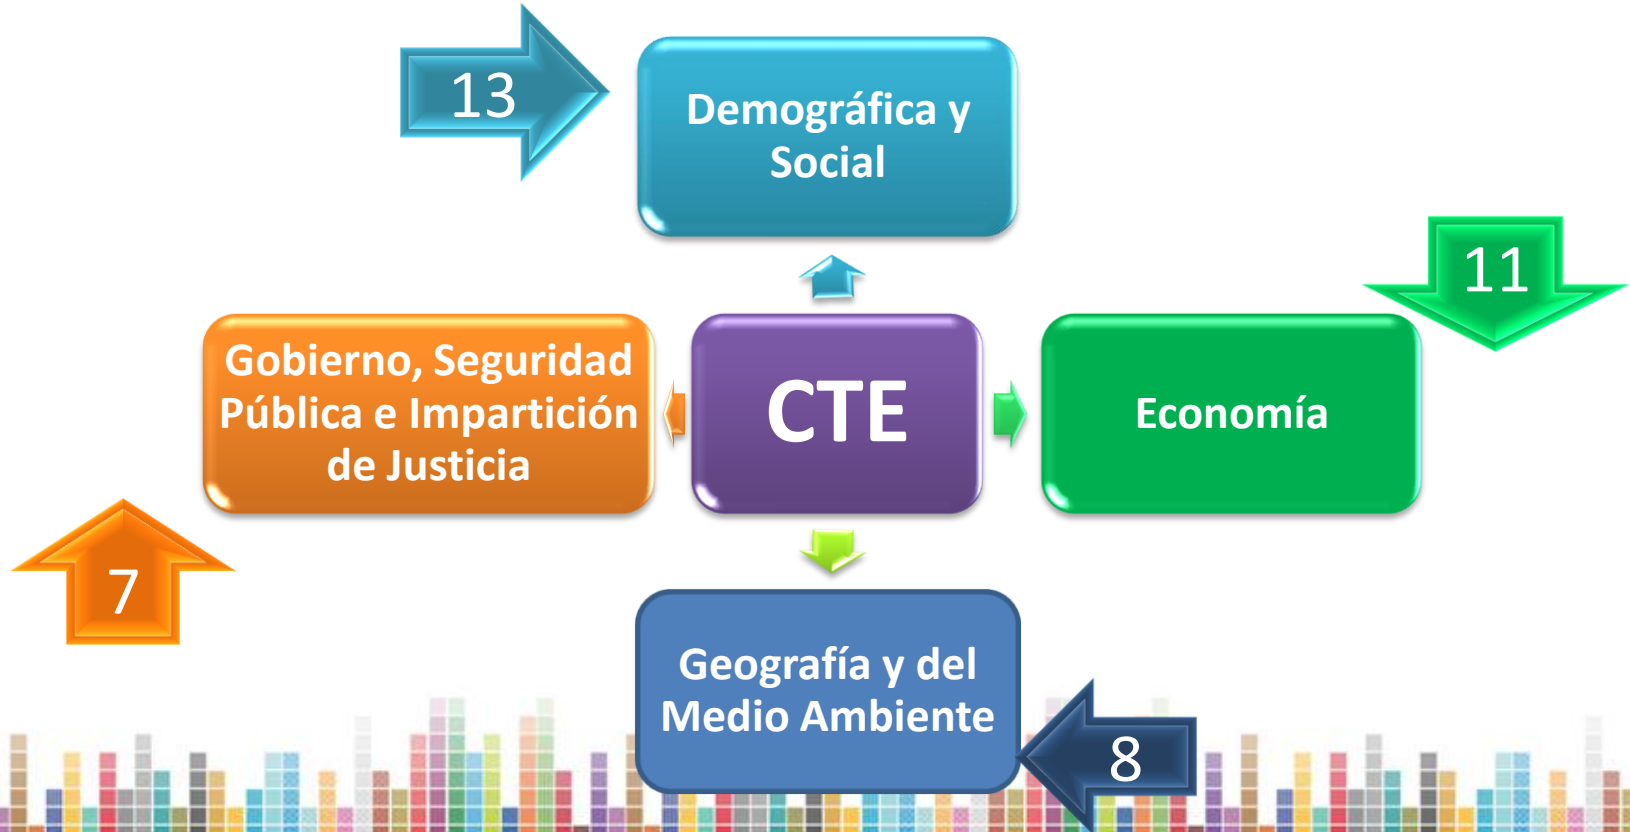 13
Demográfica y
Social
11
Gobierno, Seguridad
Pública e Impartición
de Justicia
CTE
Economía
7
Geografía y del
Medio Ambiente
8